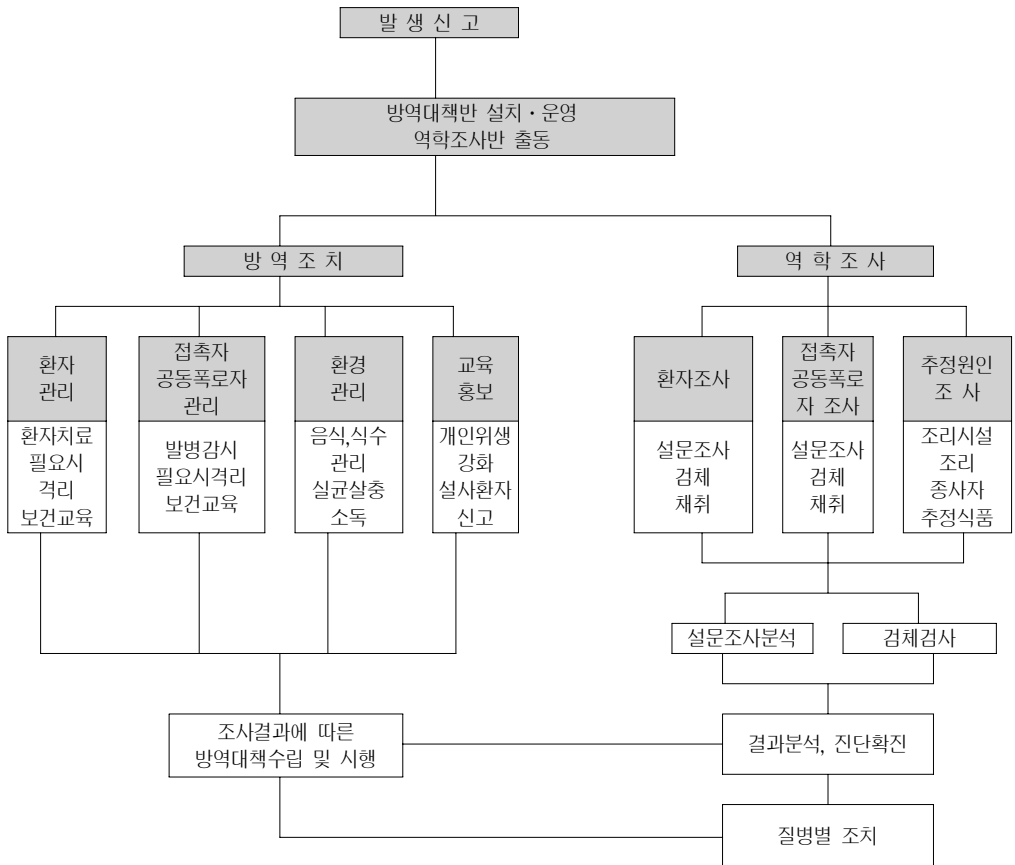 발 생 신 고
방역대책반 설치·운영
역학조사반 출동
방 역 조 치
역 학 조 사
환자
관리
접촉자
공동폭로자
관리
환경
관리
교육
홍보
환자조사
접촉자
공동폭로
자 조사
추정원인
조 사
환자치료
필요시
격리
보건교육
발병감시
필요시격리
보건교육
음식,식수
관리
실균살충
소독
개인위생
강화
설사환자
신고
설문조사
검체
채취
설문조사
검체
채취
조리시설
조리
종사자
추정식품
설문조사분석
검체검사
조사결과에 따른
방역대책수립 및 시행
결과분석, 진단확진
질병별 조치